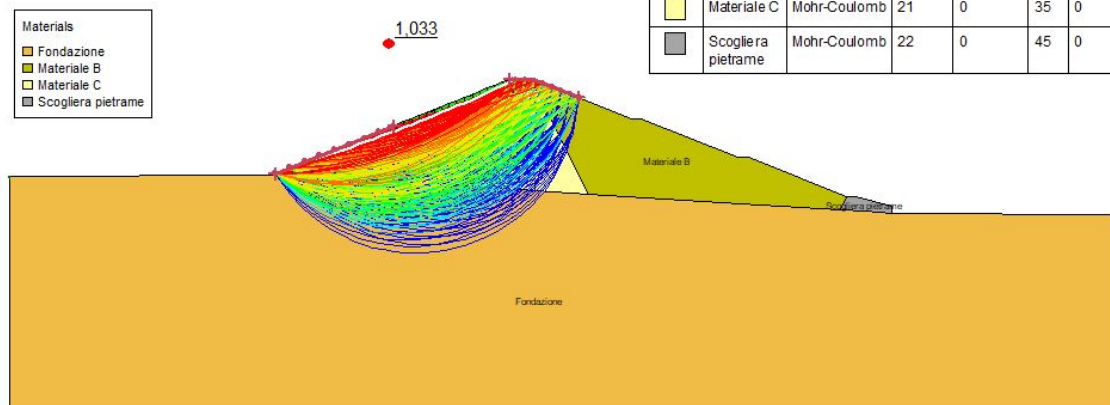 Materials
Fondazione
Materiale B
Materiale C
Scogliera pietrame
1,033
Materiale C Mohr-Coulomb 21 0 35 0
Scogliera pietrame Mohr-Coulomb 22 0 45 0
Materiale B
Scogliera pietrame
Fondazione